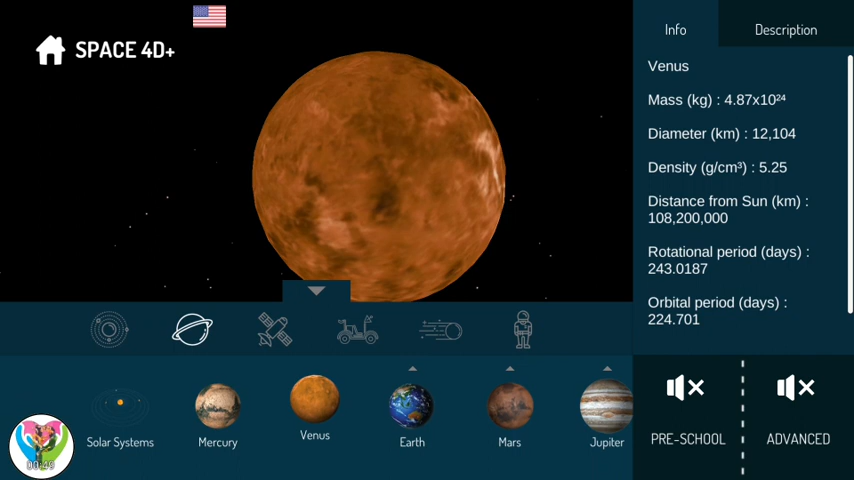 SPACE 4D+
Info
Description
Venus
Mass (kg) : 4.87x10²⁴
Diameter (km) : 12,104
Density (g/cm³) : 5.25
Distance from Sun (km) :
108,200,000
Rotational period (days) :
243.0187
Orbital period (days) :
224.701
Solar Systems
Mercury
Venus
Earth
Mars
Jupiter
PRE-SCHOOL
ADVANCED
00:49